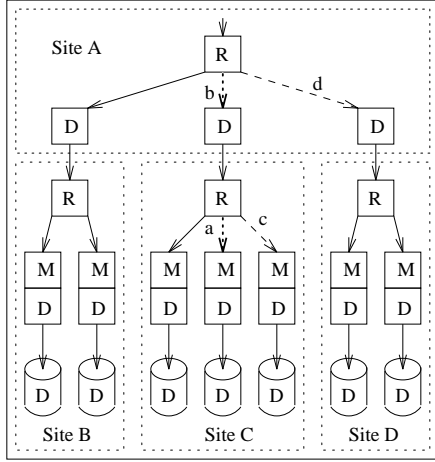 R
Site A
b
d
D D D
R R R
a c
M M M M M M M
D D D D D D D
D D D D D D D
Site B Site C Site D